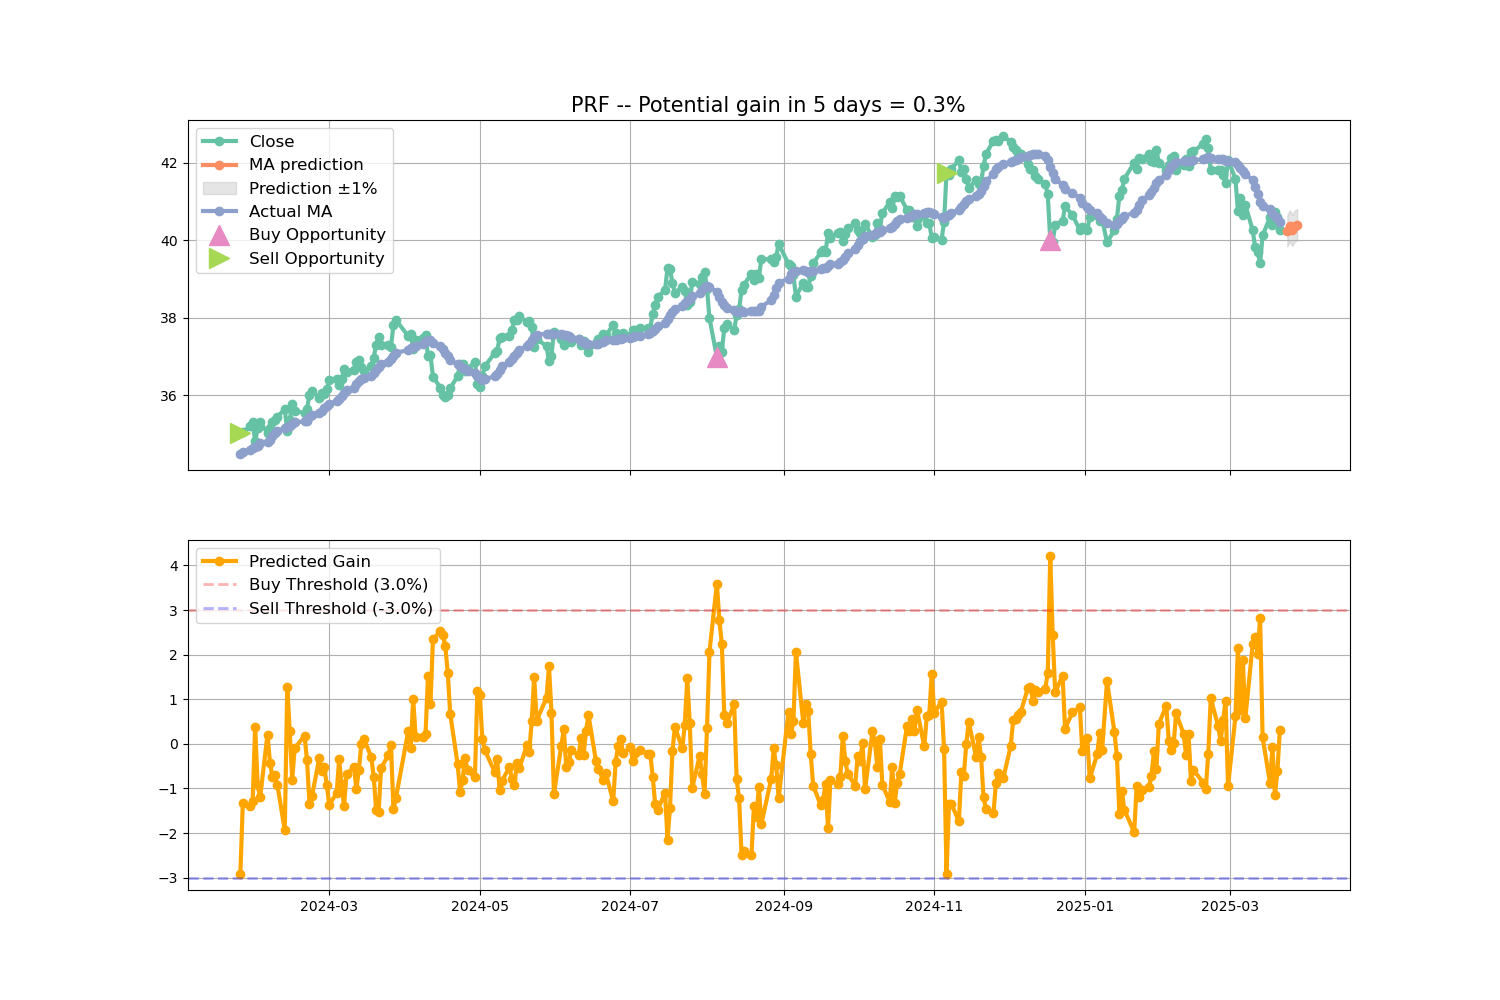 PRF -- Potential gain in 5 days = 0.3%
Close
MA prediction
Prediction ±1%
Actual MA
Buy Opportunity
Sell Opportunity
42
40
38
36
Predicted Gain
Buy Threshold (3.0%)
Sell Threshold (-3.0%)
4
3
2
1
0
−1
−2
−3
2024-03 2024-05 2024-07 2024-09 2024-11 2025-01 2025-03